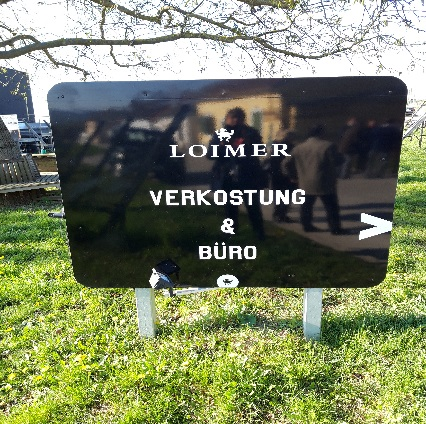 LOIMER
VERKOSTUNG
&
BÜRO
>